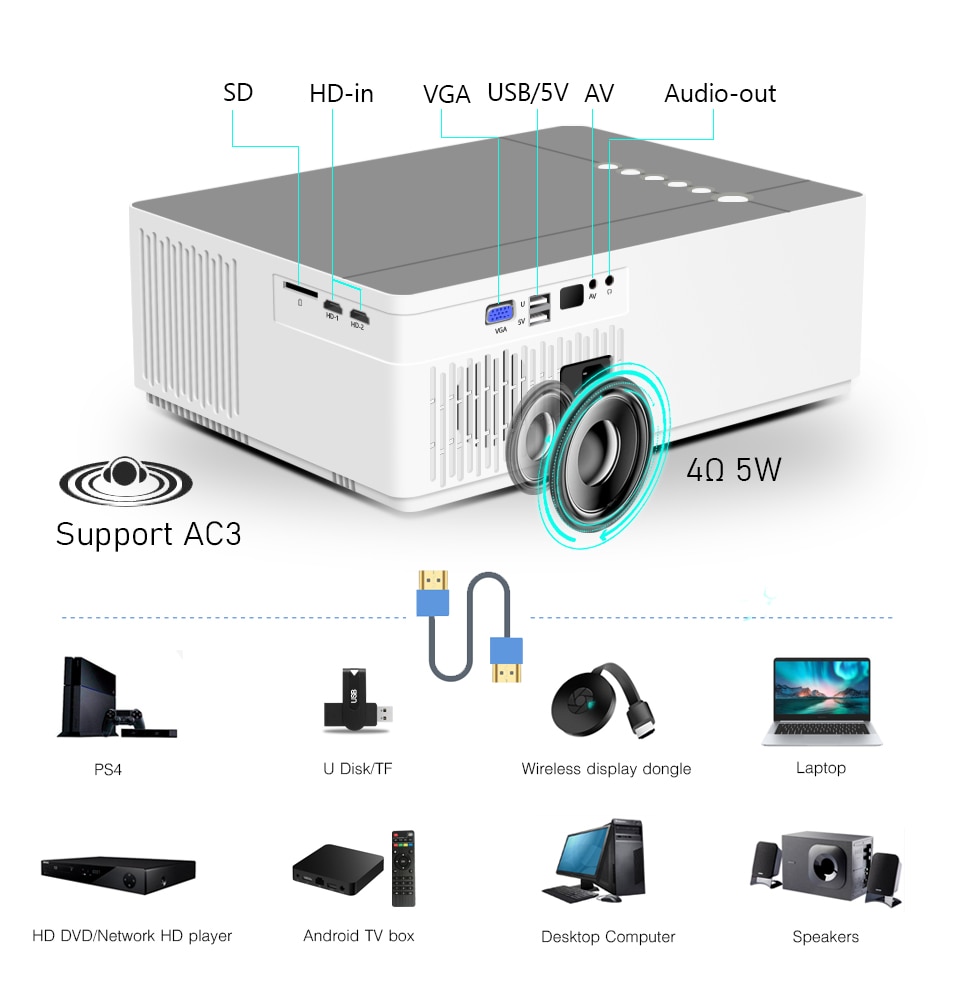 SD
HD-in
VGA
USB/5V
AV
Audio-out
HD-1
HD-2
VGA
U
5V
AV
4Ω 5W
Support AC3
USB
PS4
U Disk/TF
Wireless display dongle
Laptop
HD DVD/Network HD player
Android TV box
Desktop Computer
Speakers